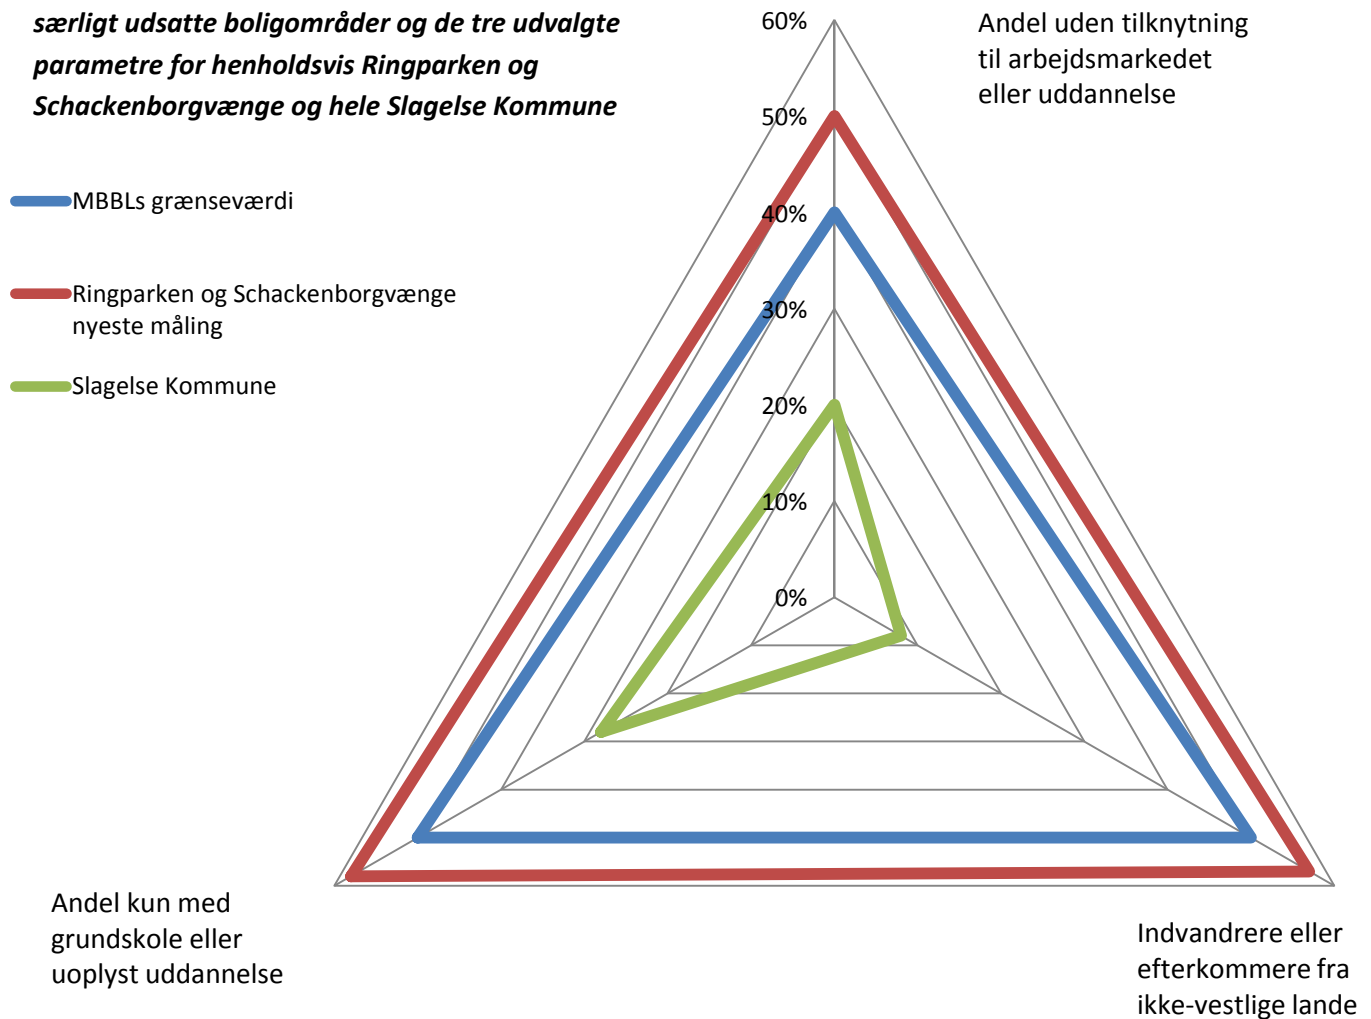 særligt udsatte boligområder og de tre udvalgte
parametre for henholdsvis Ringparken og
Schackenborgvænge og hele Slagelse Kommune
MBBLs grænseværdi
Ringparken og Schackenborgvænge
nyeste måling
Slagelse Kommune
60%
50%
40%
30%
20%
10%
0%
Andel uden tilknytning
til arbejdsmarkedet
eller uddannelse
Andel kun med
grundskole eller
uoplyst uddannelse
Indvandrere eller
efterkommere fra
ikke-vestlige lande